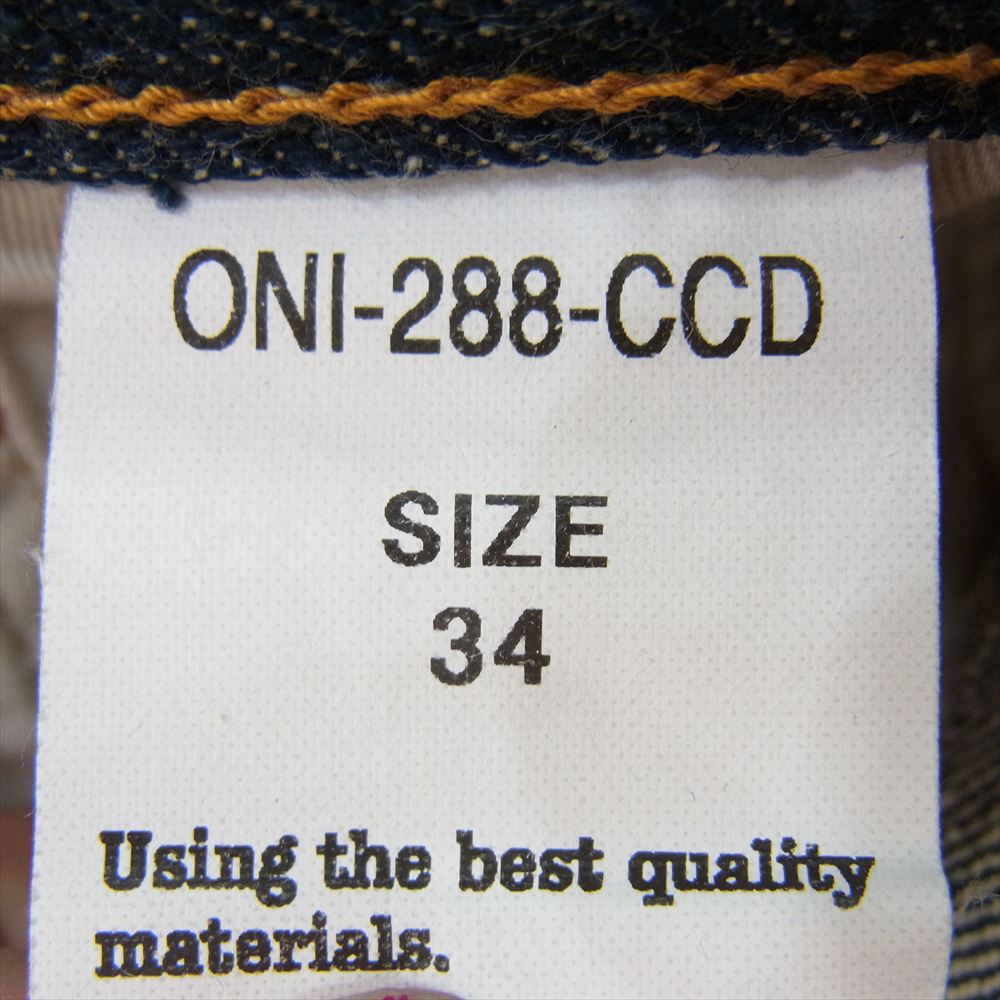 ONI-288-CCD
SIZE
34
Using the best quality
materials.